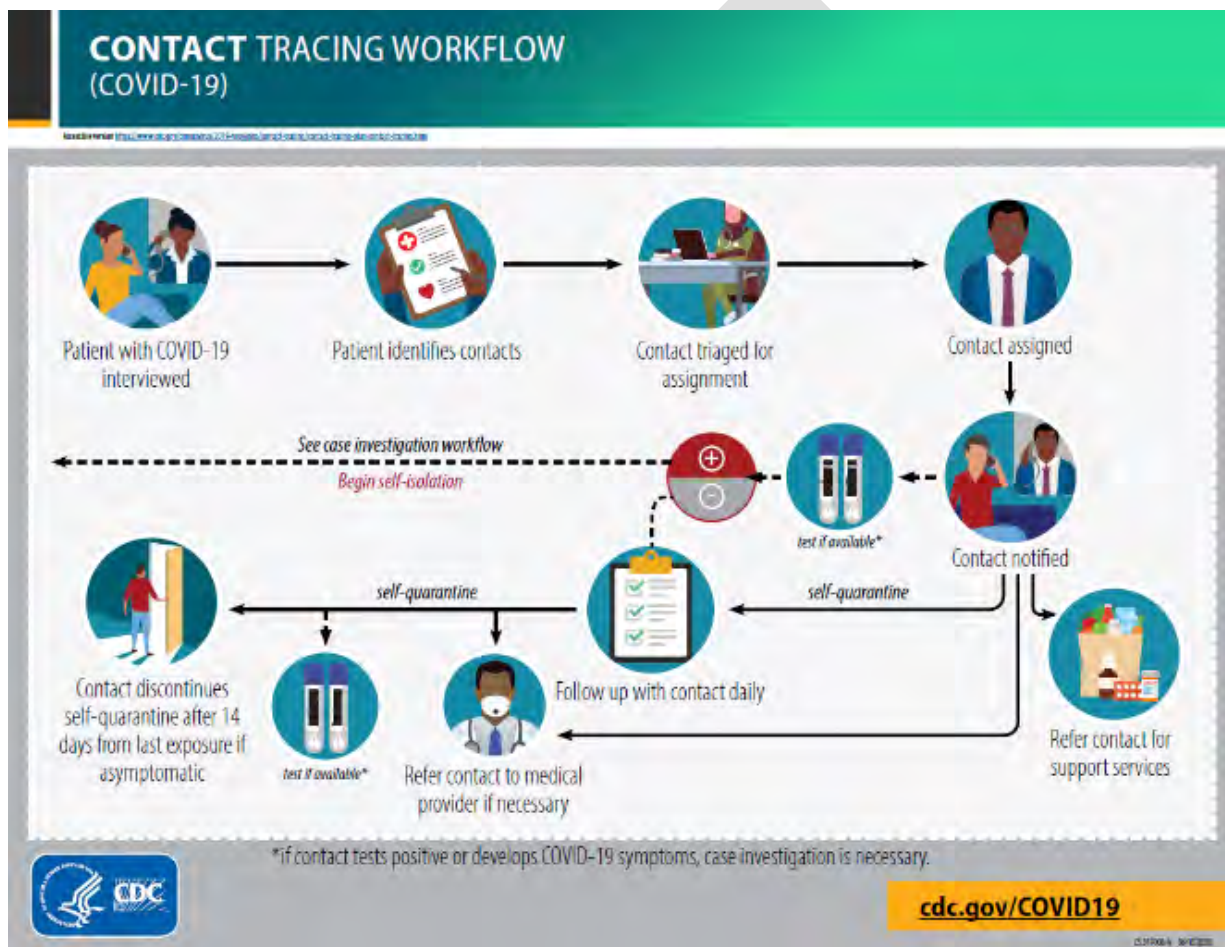 CONTACT TRACING WORKFLOW
(COVID-19)
Patient with COVID-19
interviewed
Patient identifies contacts
Contact triaged for
assignment
Contact assigned
See case investigation workflow
Begin self-isolation
test if available*
Contact notified
self-quarantine
self-quarantine
Contact discontinues
self-quarantine after 14
days from last exposure if
asymptomatic
test if available*
Refer contact to medical
provider if necessary
Follow up with contact daily
Refer contact for
support services
*if contact tests positive or develops COVID-19 symptoms, case investigation is necessary.
CDC
cdc.gov/COVID19